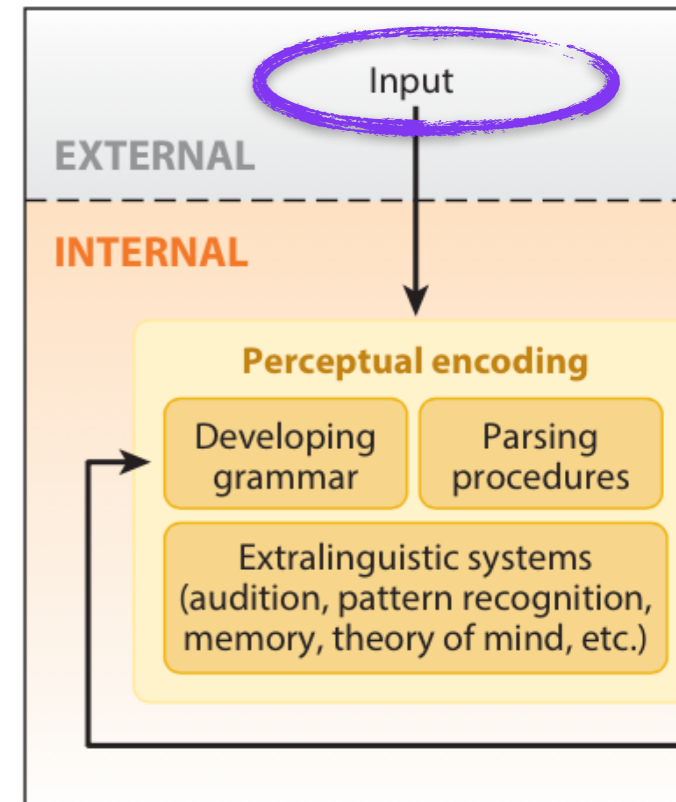 Input
EXTERNAL
INTERNAL
Perceptual encoding
Developing
grammar
Parsing
procedures
Extralinguistic systems
(audition, pattern recognition,
memory, theory of mind, etc.)